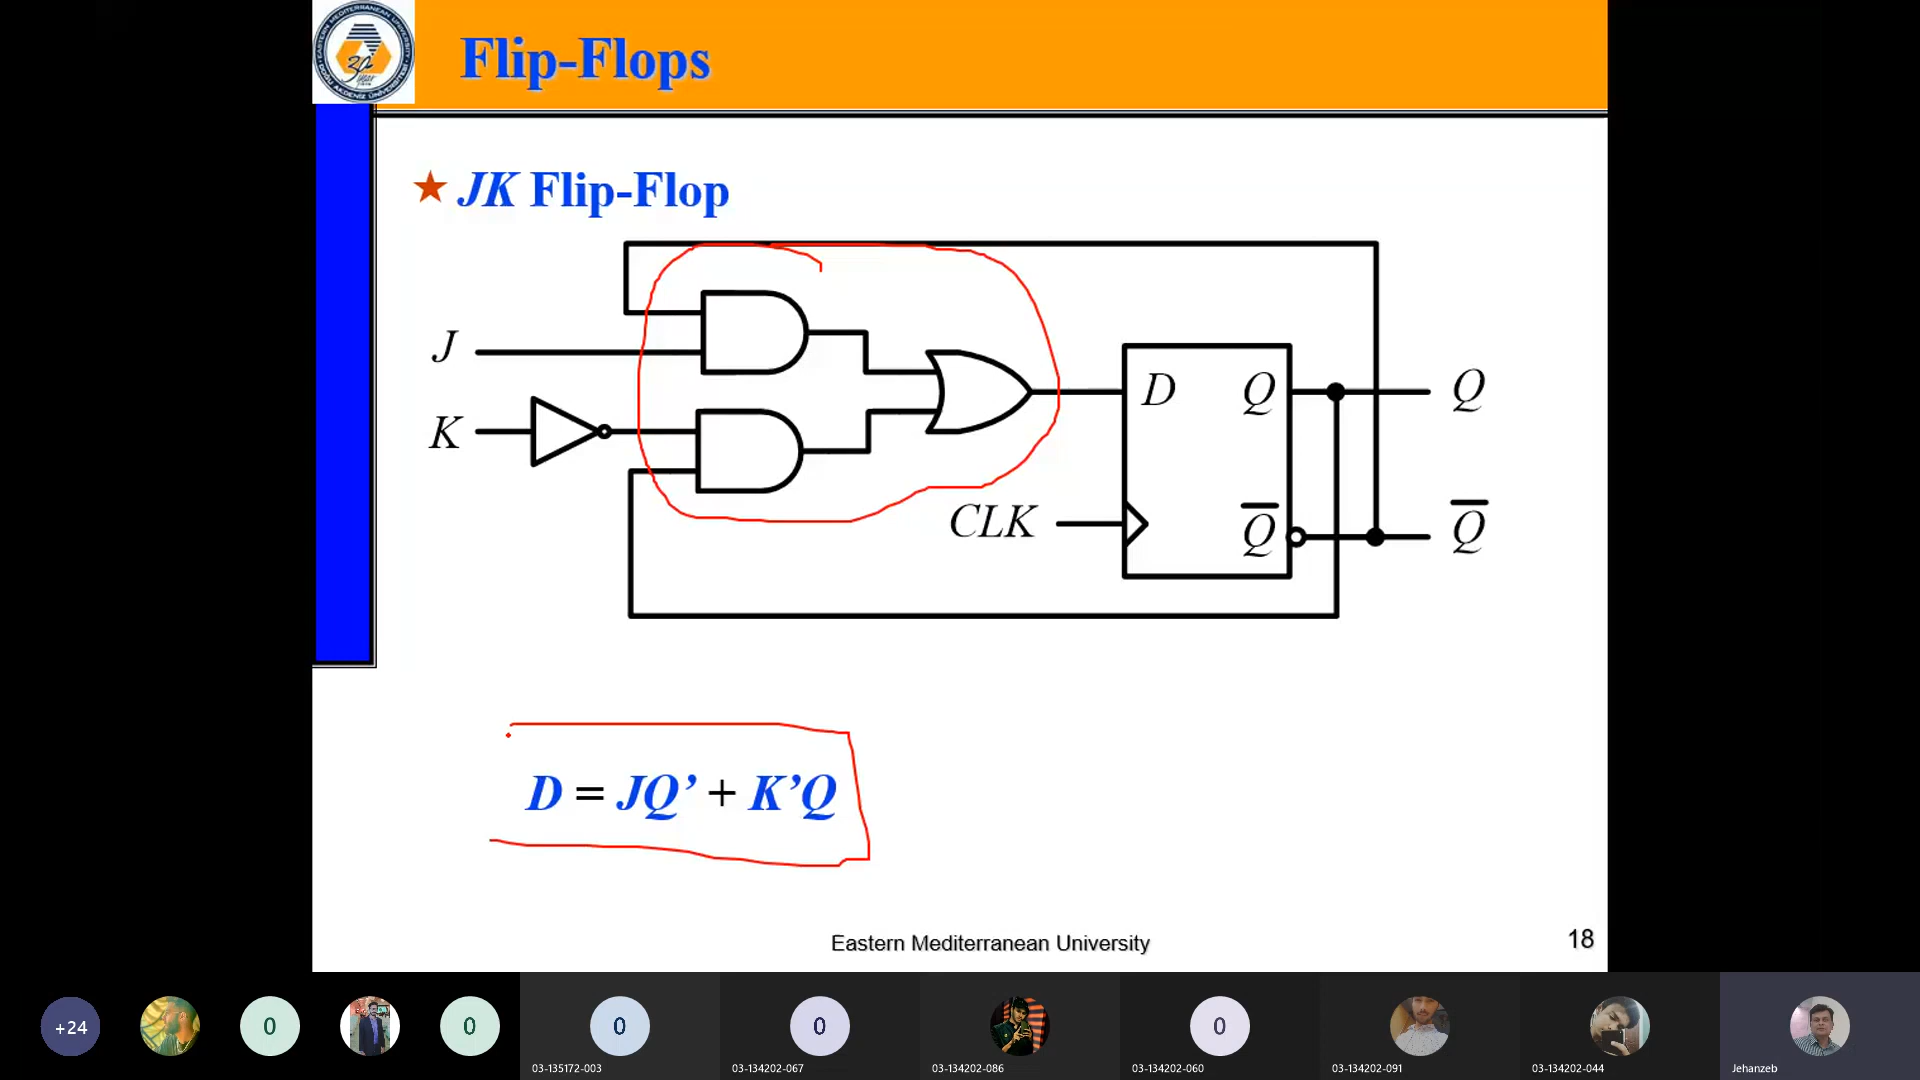 Flip-Flops
JK Flip-Flop
J
K
D
Q
Q
CLK
Q
Q
D = JQ’ + K’Q
Eastern Mediterranean University
18
+24
0
0
0
0
0
03-135172-003
03-134202-067
03-134202-086
03-134202-060
03-134202-091
03-134202-044
Jehanzeb